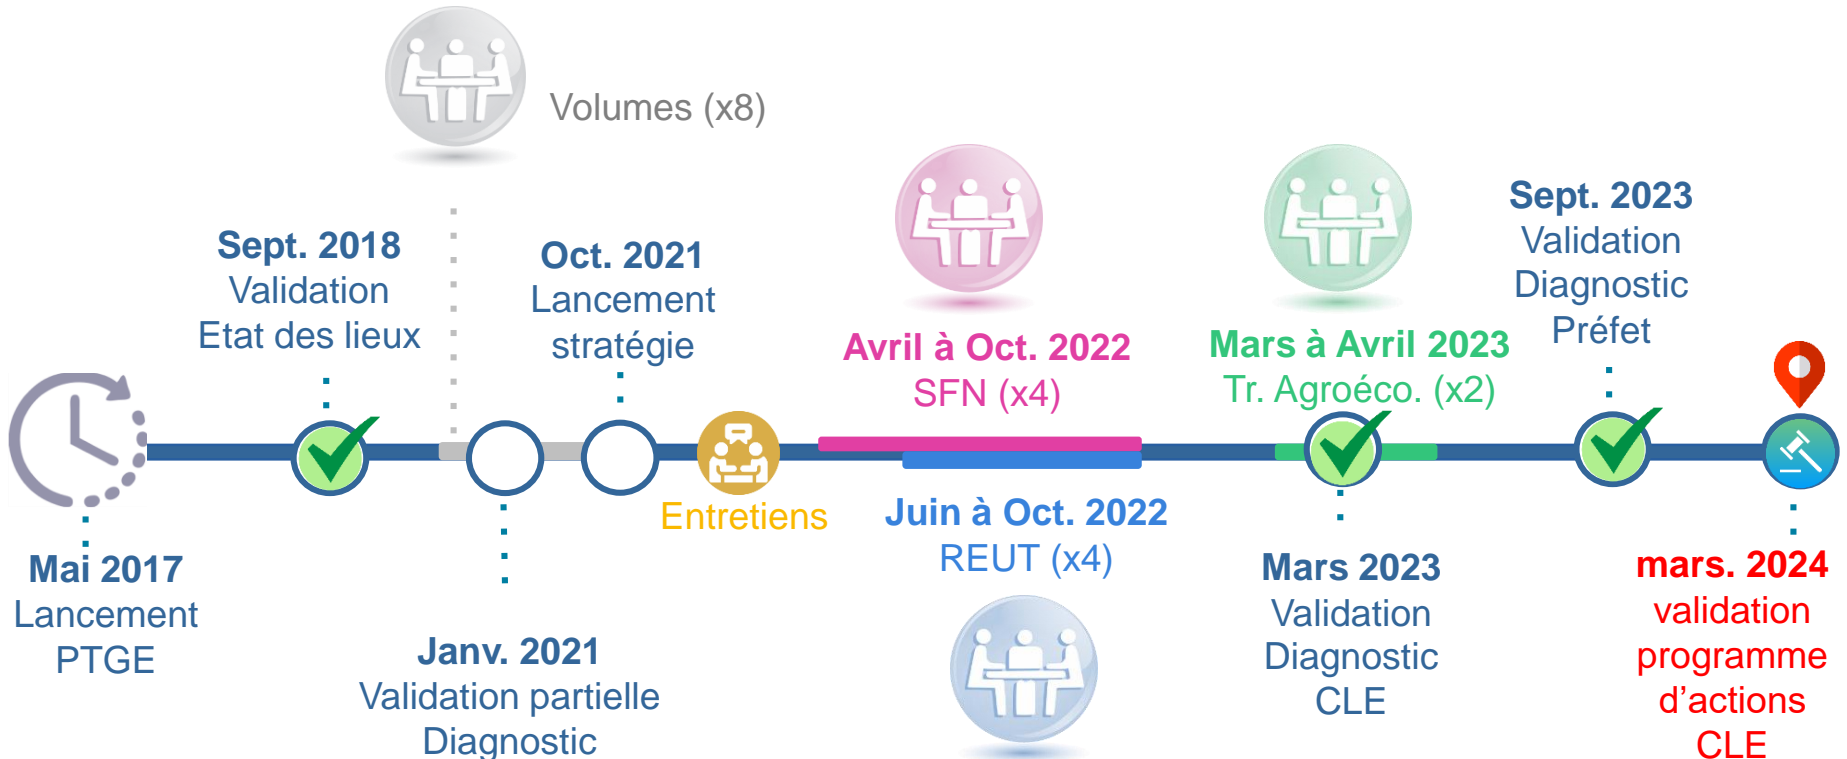 Volumes (x8)
Sept. 2018
Validation
Etat des lieux
Oct. 2021
Lancement
stratégie
Avril à Oct. 2022
SFN (x4)
Mars à Avril 2023
Tr. Agroéco. (x2)
Sept. 2023
Validation
Diagnostic
Préfet
Mai 2017
Lancement
PTGE
Janv. 2021
Validation partielle
Diagnostic
Entretiens
Juin à Oct. 2022
REUT (x4)
Mars 2023
Validation
Diagnostic
CLE
mars. 2024
validation
programme
d’actions
CLE